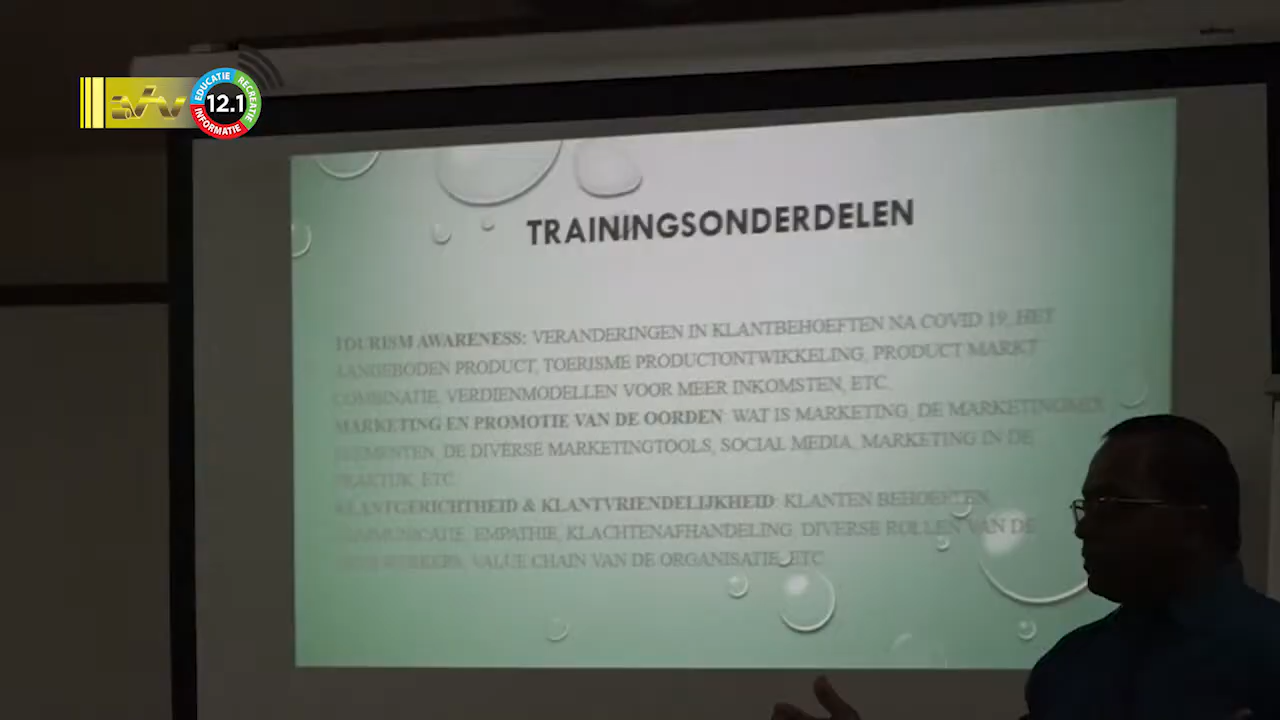 EDUCATIE
RECREATIE
INFORMATIE
12.1
TRAININGSONDERDELEN
TOURISM AWARENESS: VERANDERINGEN IN KLANTBEHOEFTEN NA COVID 19, HET
AANGEBODEN PRODUCT, TOERISME PRODUCTONTWIKKELING, PRODUCT MARKT
COMBINATIE, VERDIENMODELLEN VOOR MEER INKOMSTEN, ETC.
MARKETING EN PROMOTIE VAN DE OORDEN: WAT IS MARKETING, DE MARKETINGMIX
ELEMENTEN, DE DIVERSE MARKETINGTOOLS, SOCIAL MEDIA, MARKETING IN DE
PRAKTIJK, ETC.
KLANTGERICHTHEID & KLANTVRIENDELIJKHEID: KLANTEN BEHOEFTEN,
COMMUNICATIE, EMPATHIE, KLACHTENAFHANDELING, DIVERSE ROLLEN VAN DE
MEDEWERKERS, VALUE CHAIN VAN DE ORGANISATIE, ETC